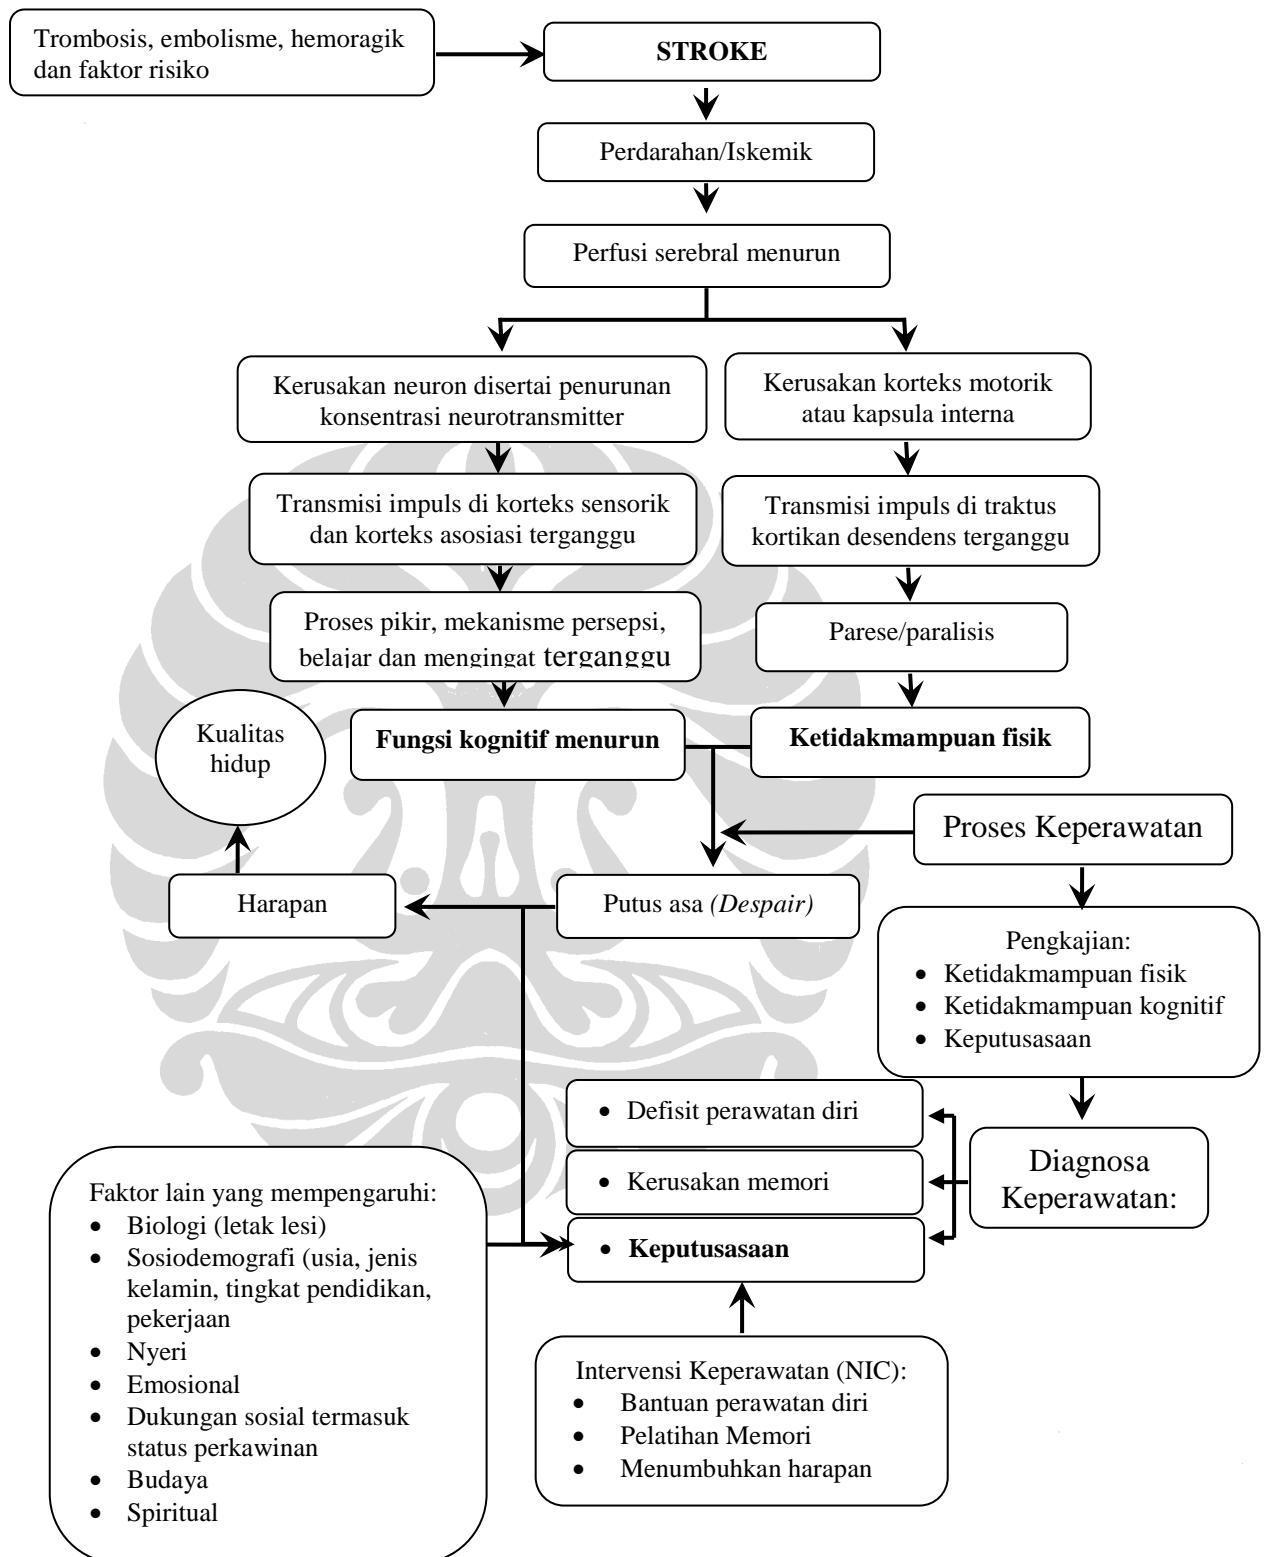 Trombosis, embolisme, hemoragik
dan faktor risiko
STROKE
Perdarahan/Iskemik
Perfusi serebral menurun
Kerusakan neuron disertai penurunan
konsentrasi neurotransmitter
Kerusakan korteks motorik
atau kapsula interna
Transmisi impuls di korteks sensorik
dan korteks asosiasi terganggu
Transmisi impuls di traktus
kortikan desendens terganggu
Proses pikir, mekanisme persepsi,
belajar dan mengingat terganggu
Parese/paralisis
Kualitas
hidup
Fungsi kognitif menurun
Ketidakmampuan fisik
Proses Keperawatan
Harapan
Putus asa (Despair)
Pengkajian:
• Ketidakmampuan fisik
• Ketidakmampuan kognitif
• Keputusasaan
• Defisit perawatan diri
• Kerusakan memori
• Keputusasaan
Diagnosa
Keperawatan:
Faktor lain yang mempengaruhi:
• Biologi (letak lesi)
• Sosiodemografi (usia, jenis
kelamin, tingkat pendidikan,
pekerjaan
• Nyeri
• Emosional
• Dukungan sosial termasuk
status perkawinan
• Budaya
• Spiritual
Intervensi Keperawatan (NIC):
• Bantuan perawatan diri
• Pelatihan Memori
• Menumbuhkan harapan